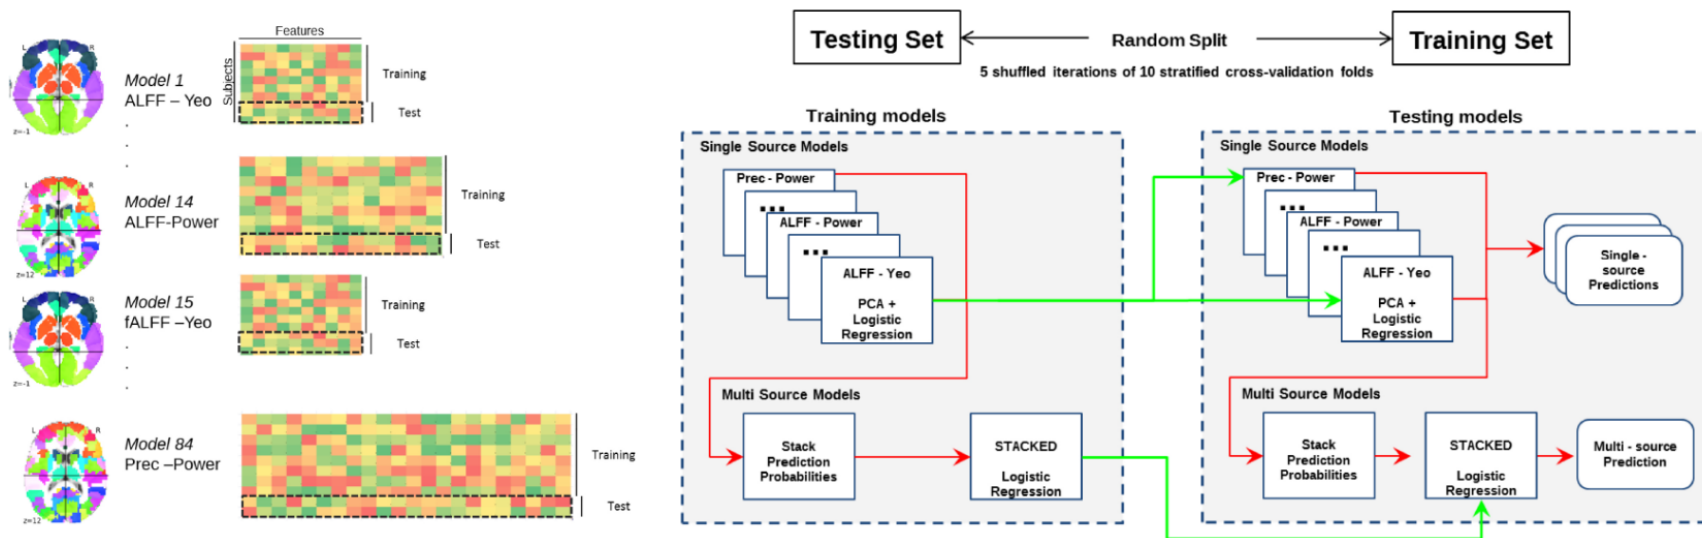 Features
Subjects
Training
Test
L R
z=-1
Model 1
ALFF – Yeo
.
.
.
L R
z=12
Model 14
ALFF-Power
Training
Test
L R
z=-1
Model 15
fALFF –Yeo
.
.
.
Training
Test
L R
z=12
Model 84
Prec –Power
Training
Test
Testing Set
Random Split
Training Set
5 shuffled iterations of 10 stratified cross-validation folds
Training models
Single Source Models
Prec - Power
...
ALFF - Power
...
ALFF - Yeo
PCA +
Logistic
Regression
Multi Source Models
Stack
Prediction
Probabilities
STACKED
Logistic
Regression
Testing models
Single Source Models
Prec - Power
...
ALFF - Power
...
ALFF - Yeo
PCA +
Logistic
Regression
Single -
source
Predictions
Multi Source Models
Stack
Prediction
Probabilities
STACKED
Logistic
Regression
Multi - source
Prediction